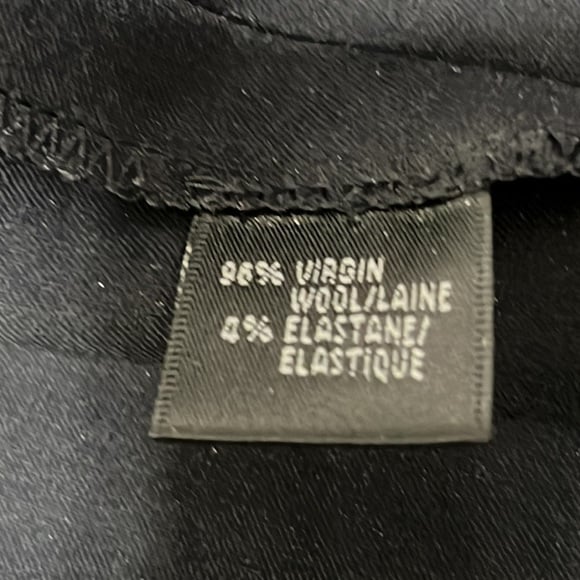 96% VIRGIN
WOOL/LAINE
4% ELASTANE/
ELASTIQUE